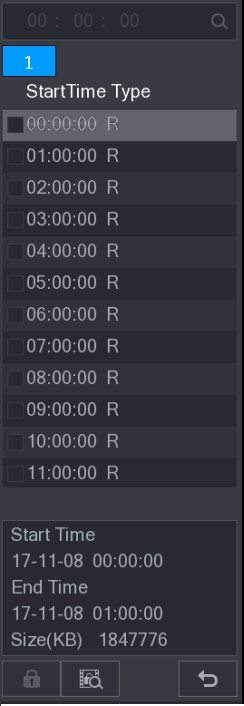 00 : 00 : 00
1
StartTime Type
00:00:00 R
01:00:00 R
02:00:00 R
03:00:00 R
04:00:00 R
05:00:00 R
06:00:00 R
07:00:00 R
08:00:00 R
09:00:00 R
10:00:00 R
11:00:00 R
Start Time
17-11-08 00:00:00
End Time
17-11-08 01:00:00
Size(KB) 1847776